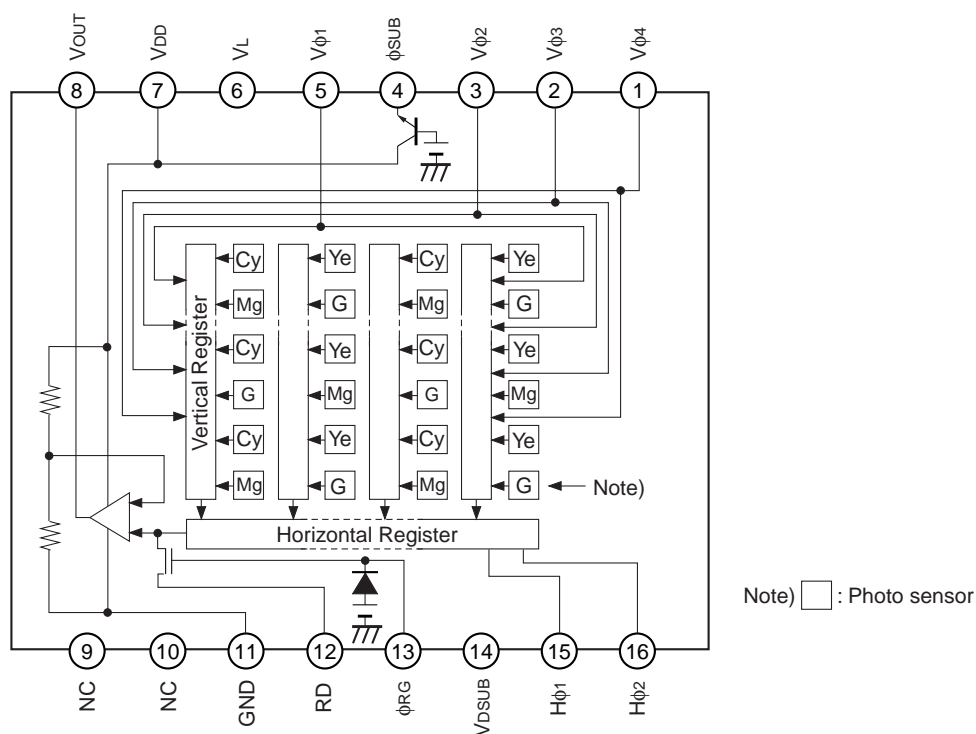 VOUT VDD VL Vϕ1 ϕSUB Vϕ2 Vϕ3 Vϕ4
8 7 6 5 4 3 2 1
Cy Ye Cy Ye
Mg G Mg G
Vertical Register
Cy Ye Cy Ye
G Mg G Mg
Cy Ye Cy Ye
Mg G Mg G Note)
Horizontal Register
Note) : Photo sensor
9 10 11 12 13 14 15 16
NC NC GND RD ϕRG VDSUB Hϕ1 Hϕ2